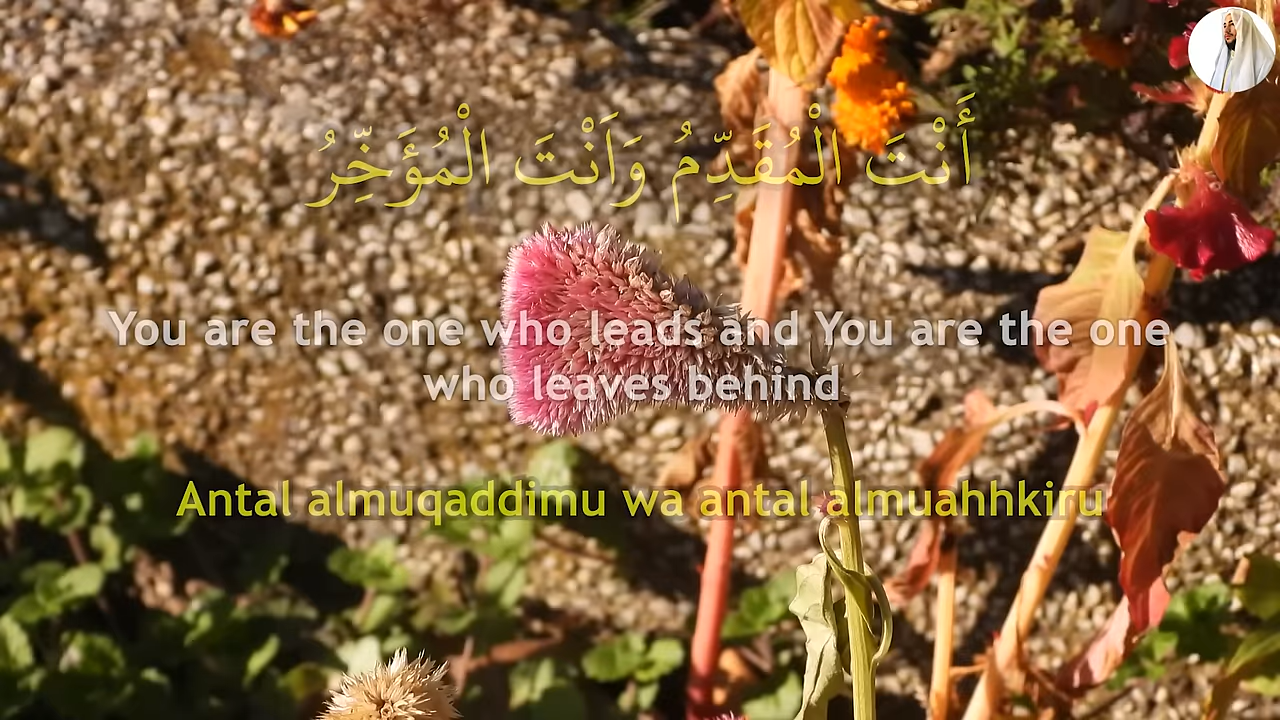 أَنْتَ الْمُقَدِّمُ وَاَنْتَ الْمُؤَخِّرُ
You are the one who leads and You are the one
who leaves behind
Antal almuqaddimu wa antal almuahhkiru